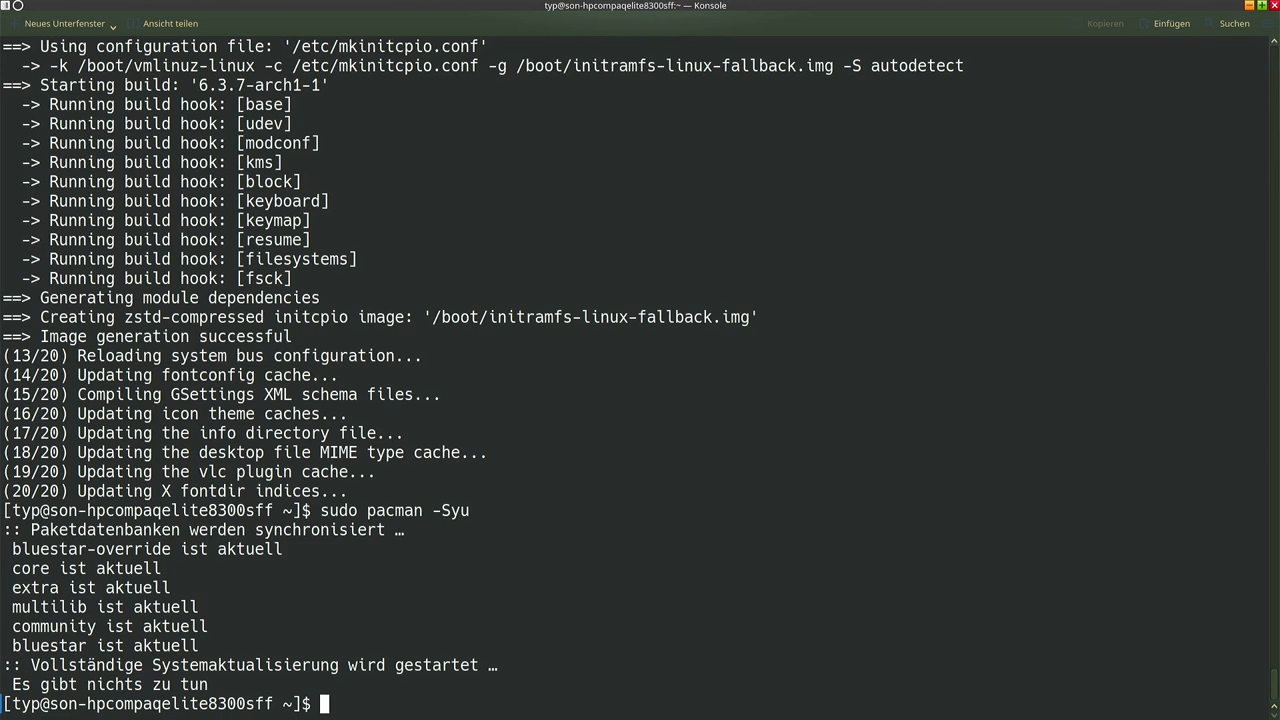 typ@son-hpcompaqelite8300sff:~ — Konsole
Neues Unterfenster Ansicht teilen Kopieren Einfügen Suchen
==> Using configuration file: '/etc/mkinitcpio.conf'
  -> -k /boot/vmlinuz-linux -c /etc/mkinitcpio.conf -g /boot/initramfs-linux-fallback.img -S autodetect
==> Starting build: '6.3.7-arch1-1'
  -> Running build hook: [base]
  -> Running build hook: [udev]
  -> Running build hook: [modconf]
  -> Running build hook: [kms]
  -> Running build hook: [block]
  -> Running build hook: [keyboard]
  -> Running build hook: [keymap]
  -> Running build hook: [resume]
  -> Running build hook: [filesystems]
  -> Running build hook: [fsck]
==> Generating module dependencies
==> Creating zstd-compressed initcpio image: '/boot/initramfs-linux-fallback.img'
==> Image generation successful
(13/20) Reloading system bus configuration...
(14/20) Updating fontconfig cache...
(15/20) Compiling GSettings XML schema files...
(16/20) Updating icon theme caches...
(17/20) Updating the info directory file...
(18/20) Updating the desktop file MIME type cache...
(19/20) Updating the vlc plugin cache...
(20/20) Updating X fontdir indices...
[typ@son-hpcompaqelite8300sff ~]$ sudo pacman -Syu
:: Paketdatenbanken werden synchronisiert …
 bluestar-override ist aktuell
 core ist aktuell
 extra ist aktuell
 multilib ist aktuell
 community ist aktuell
 bluestar ist aktuell
:: Vollständige Systemaktualisierung wird gestartet …
 Es gibt nichts zu tun
[typ@son-hpcompaqelite8300sff ~]$